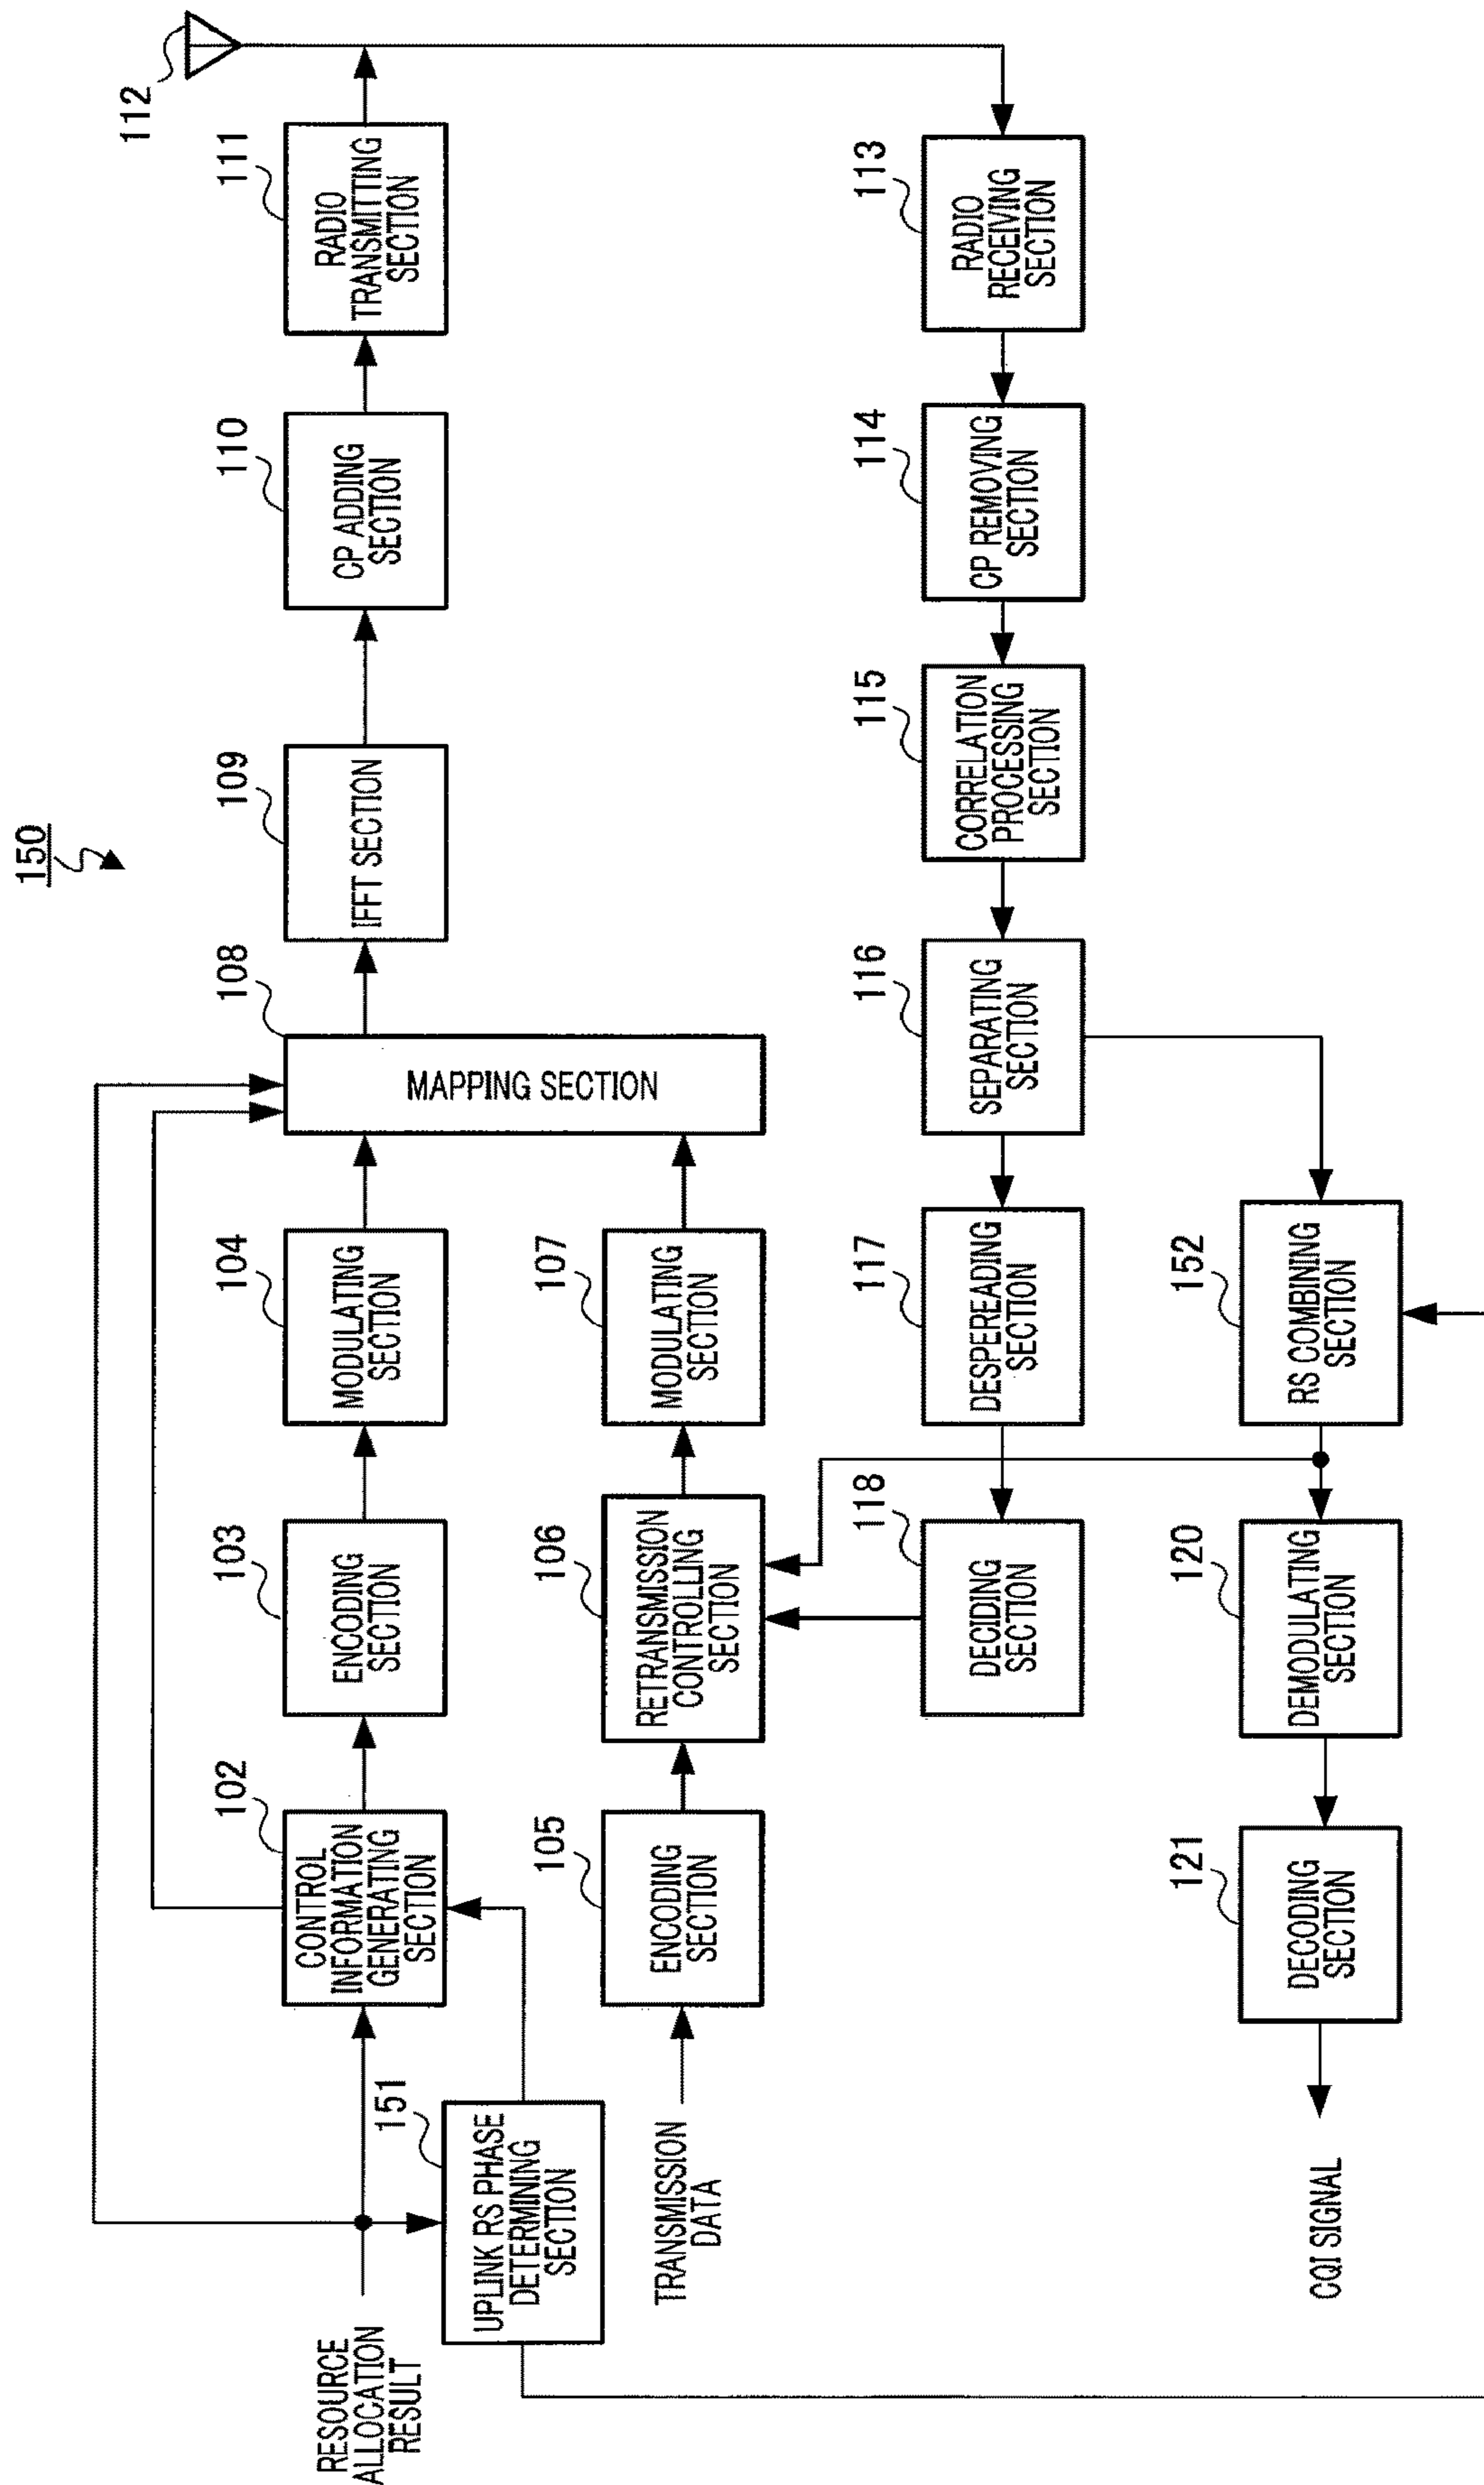 150
RESOURCE
ALLOCATION
RESULT
151
UPLINK RS PHASE
DETERMINING
SECTION
102
CONTROL
INFORMATION
GENERATING
SECTION
103
ENCODING
SECTION
104
MODULATING
SECTION
108
MAPPING SECTION
109
IFFT SECTION
110
CP ADDING
SECTION
111
RADIO
TRANSMITTING
SECTION
112
TRANSMISSION
DATA
105
ENCODING
SECTION
106
RETRANSMISSION
CONTROLLING
SECTION
107
MODULATING
SECTION
118
DECIDING
SECTION
117
DESPEREADING
SECTION
116
SEPARATING
SECTION
115
CORRELATION
PROCESSING
SECTION
114
CP REMOVING
SECTION
113
RADIO
RECEIVING
SECTION
CQI SIGNAL
121
DECODING
SECTION
120
DEMODULATING
SECTION
152
RS COMBINING
SECTION